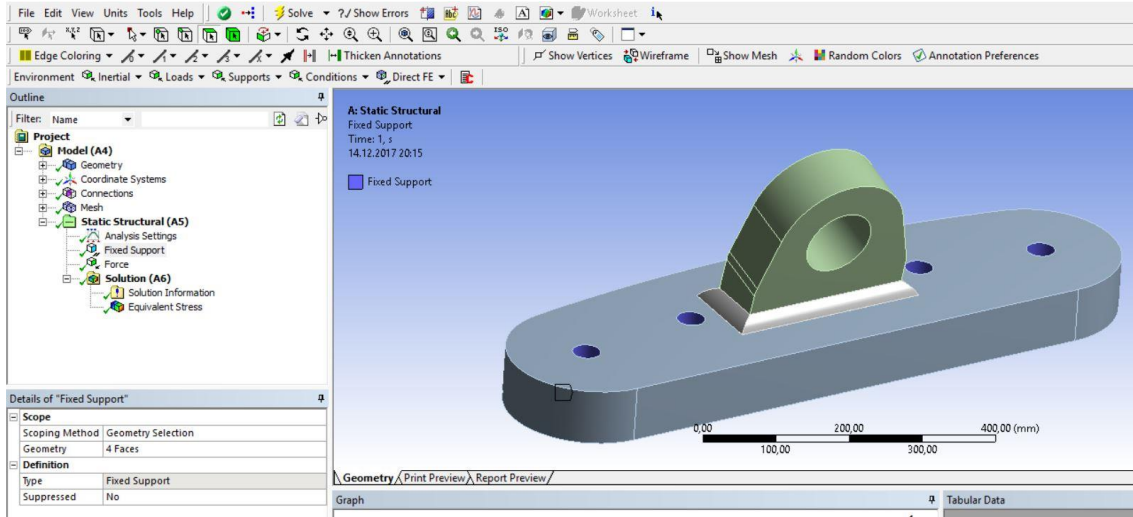 File Edit View Units Tools Help Solve ?/ Show Errors Worksheet
Edge Coloring Thicken Annotations Show Vertices Wireframe Show Mesh Random Colors Annotation Preferences
Environment Inertial Loads Supports Conditions Direct FE
Outline
Filter: Name
Project
Model (A4)
Geometry
Coordinate Systems
Connections
Mesh
Static Structural (A5)
Analysis Settings
Fixed Support
Force
Solution (A6)
Solution Information
Equivalent Stress
Details of "Fixed Support"
Scope
Scoping Method Geometry Selection
Geometry 4 Faces
Definition
Type Fixed Support
Suppressed No
A: Static Structural
Fixed Support
Time: 1, s
14.12.2017 20:15
Fixed Support
0,00 200,00 400,00 (mm)
100,00 300,00
Geometry Print Preview Report Preview
Graph Tabular Data